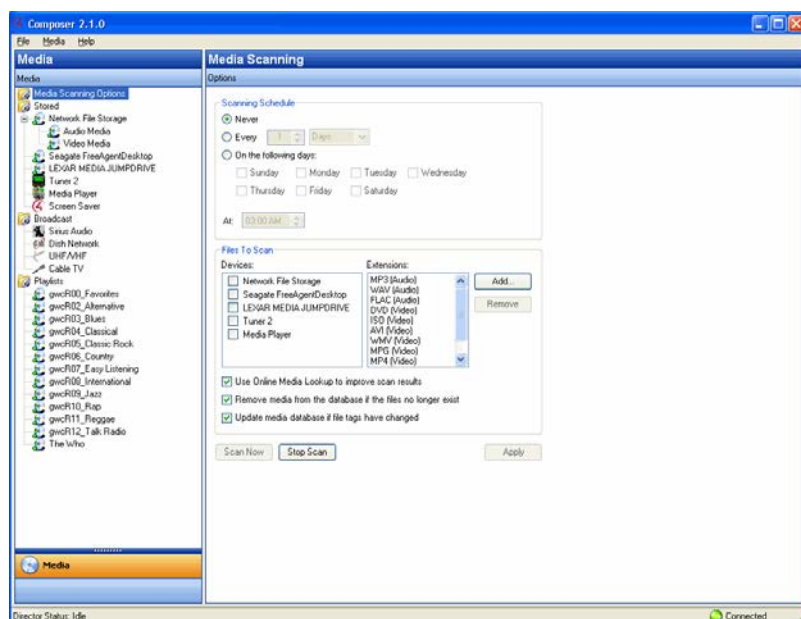 Composer 2.1.0
File Media Help
Media
Media
Media Scanning Options
Stored
Network File Storage
Audio Media
Video Media
Seagate FreeAgentDesktop
LEXAR MEDIA JUMPDRIVE
Tuner 2
Media Player
Screen Saver
Broadcast
Sirius Audio
Dish Network
UHF/VHF
Cable TV
Playlists
gwcR00_Favorites
gwcR02_Alternative
gwcR03_Blues
gwcR04_Classical
gwcR05_Classic Rock
gwcR06_Country
gwcR07_Easy Listening
gwcR08_International
gwcR09_Jazz
gwcR10_Rap
gwcR11_Reggae
gwcR12_Talk Radio
The Who
Media
Media Scanning
Options
Scanning Schedule
Never
Every 1 Days
On the following days:
Sunday Monday Tuesday Wednesday
Thursday Friday Saturday
At: 03:00 AM
Files To Scan
Devices:
Network File Storage
Seagate FreeAgentDesktop
LEXAR MEDIA JUMPDRIVE
Tuner 2
Media Player
Extensions:
MP3 (Audio)
WAV (Audio)
FLAC (Audio)
DVD (Video)
ISO (Video)
AVI (Video)
WMV (Video)
MPG (Video)
MP4 (Video)
Add...
Remove
Use Online Media Lookup to improve scan results
Remove media from the database if the files no longer exist
Update media database if file tags have changed
Scan Now Stop Scan Apply
Director Status: Idle Connected